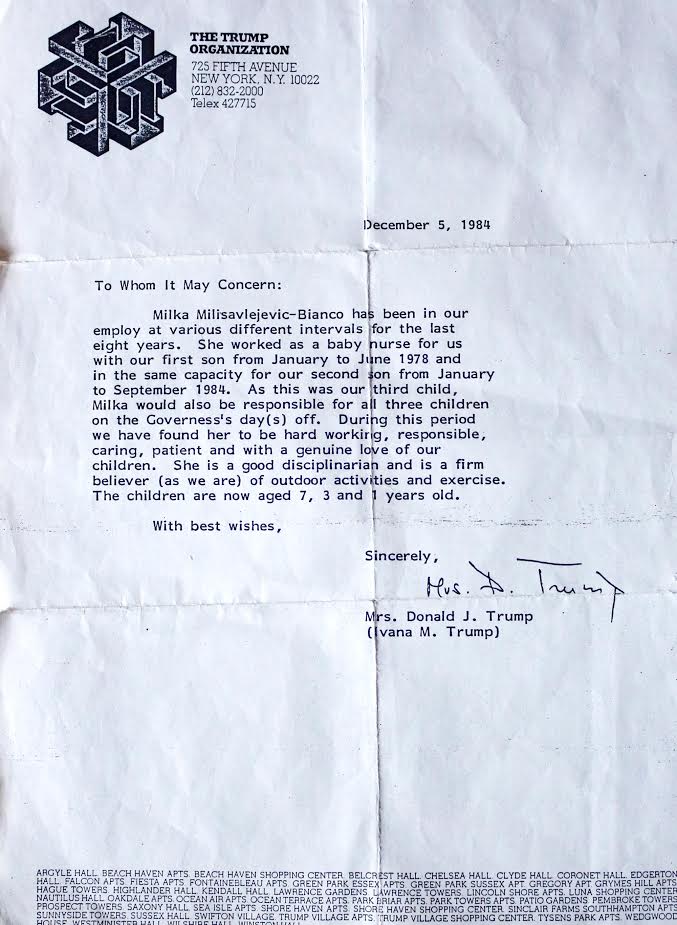 THE TRUMP
ORGANIZATION
725 FIFTH AVENUE
NEW YORK, N.Y. 10022
(212) 832-2000
Telex 427715
December 5, 1984
To Whom It May Concern:
Milka Milisavlejevic-Bianco has been in our
employ at various different intervals for the last
eight years. She worked as a baby nurse for us
with our first son from January to June 1978 and
in the same capacity for our second son from January
to September 1984. As this was our third child,
Milka would also be responsible for all three children
on the Governess's day(s) off. During this period
we have found her to be hard working, responsible,
caring, patient and with a genuine love of our
children. She is a good disciplinarian and is a firm
believer (as we are) of outdoor activities and exercise.
The children are now aged 7, 3 and 1 years old.
With best wishes,
Sincerely,
Mrs. D. Trump
Mrs. Donald J. Trump
(Ivana M. Trump)
ARGYLE HALL. BEACH HAVEN APTS. BEACH HAVEN SHOPPING CENTER. BELCREST HALL. CHELSEA HALL. CLYDE HALL. CORONET HALL. EDGERTON
HALL. FALCON APTS. FIESTA APTS. FONTAINEBLEAU APTS. GREEN PARK ESSEX APTS. GREEN PARK SUSSEX APT. GREGORY APT. GRYMES HILL APTS
HAGUE TOWERS. HIGHLANDER HALL. KENDALL HALL. LAWRENCE GARDENS. LAWRENCE TOWERS. LINCOLN SHORE APTS. LUNA SHOPPING CENTER
NAUTILUS HALL. OAKDALE APTS. OCEAN AIR APTS. OCEAN TERRACE APTS. PARK BRIAR APTS. PARK TOWERS APTS. PATIO GARDENS. PEMBROKE TOWERS
PROSPECT TOWERS. SAXONY HALL. SEA ISLE APTS. SHORE HAVEN APTS. SHORE HAVEN SHOPPING CENTER. SINCLAIR FARMS SOUTHAMPTON APTS
SUNNYSIDE TOWERS. SUSSEX HALL. SWIFTON VILLAGE. TRUMP VILLAGE APTS. TRUMP VILLAGE SHOPPING CENTER. TYSENS PARK APTS. WEDGWOOD
HOUSE. WESTMINISTER HALL. WILSHIRE HALL. WINSTON HALL